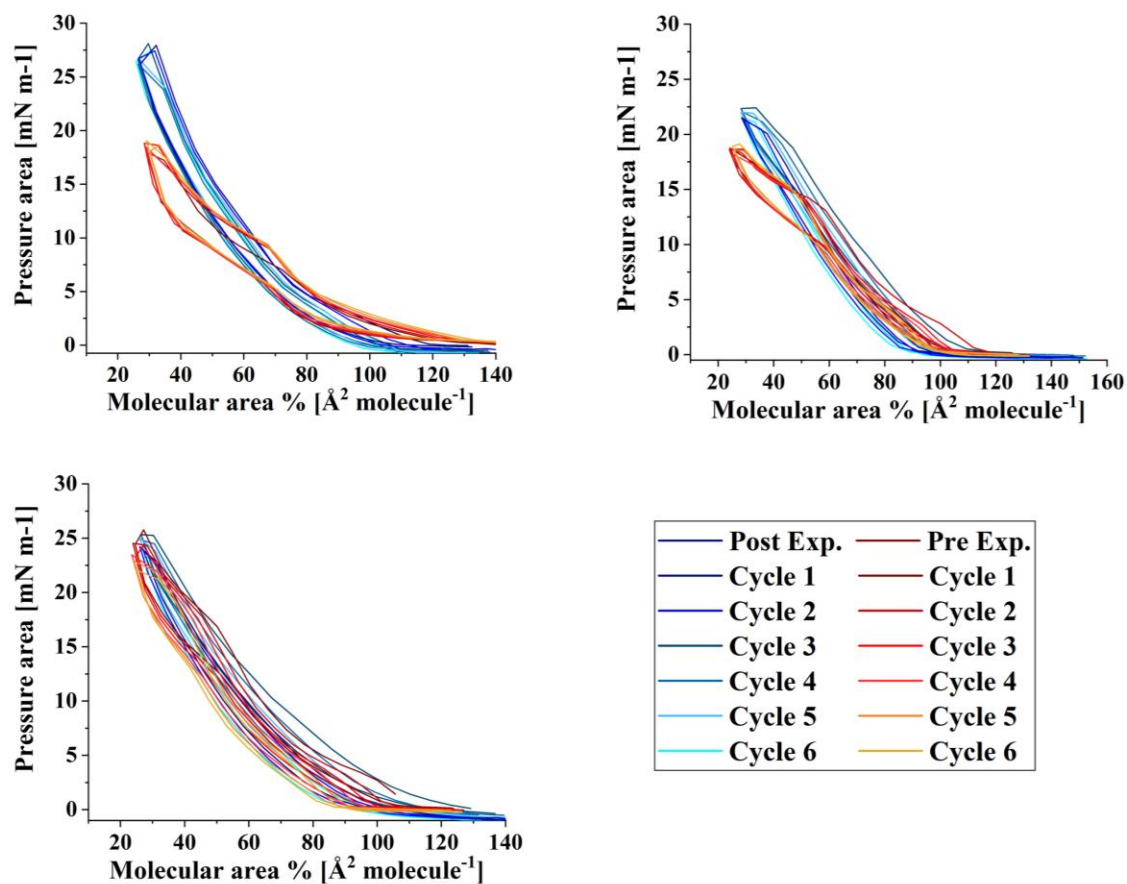 30
25
20
15
10
5
0
Pressure area [mN m-1]
20 40 60 80 100 120 140
Molecular area % [Å² molecule⁻¹]
30
25
20
15
10
5
0
Pressure area [mN m-1]
20 40 60 80 100 120 140 160
Molecular area % [Å² molecule⁻¹]
30
25
20
15
10
5
0
Pressure area [mN m-1]
20 40 60 80 100 120 140
Molecular area % [Å² molecule⁻¹]
Post Exp. Pre Exp.
Cycle 1 Cycle 1
Cycle 2 Cycle 2
Cycle 3 Cycle 3
Cycle 4 Cycle 4
Cycle 5 Cycle 5
Cycle 6 Cycle 6